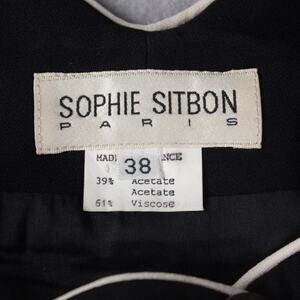 SOPHIE SITBON
PARIS
38
39% Acetate
Acetate
61% Viscose